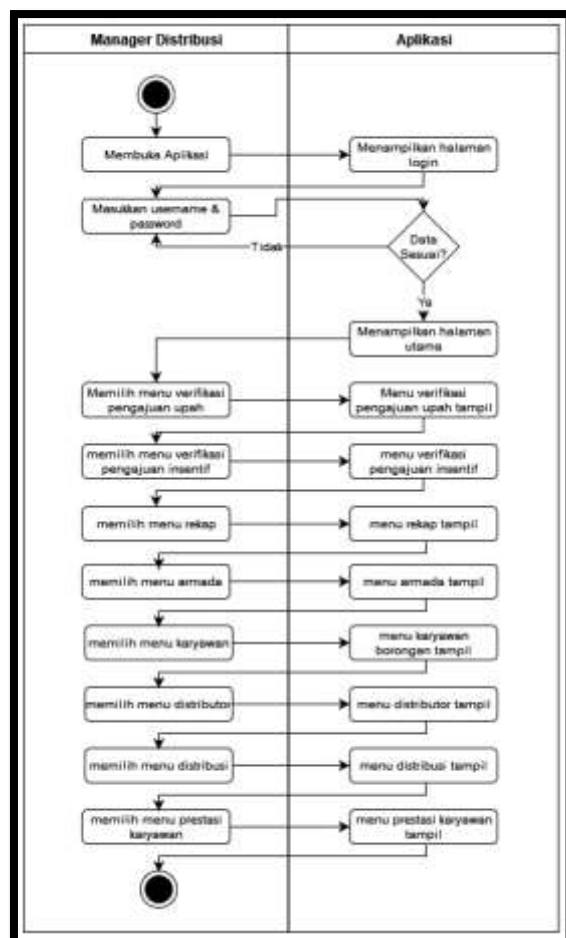 Manager Distribusi
Aplikasi
Membuka Aplikasi
Menampilkan halaman
login
Masukkan username &
password
Data
Sesuai?
Tidak
Ya
Menampilkan halaman
utama
Memilih menu verifikasi
pengajuan upah
Menu verifikasi
pengajuan upah tampil
memilih menu verifikasi
pengajuan insentif
menu verifikasi
pengajuan insentif
memilih menu rekap
menu rekap tampil
memilih menu armada
menu armada tampil
memilih menu karyawan
menu karyawan
borongan tampil
memilih menu distributor
menu distributor tampil
memilih menu distribusi
menu distribusi tampil
memilih menu prestasi
karyawan
menu prestasi karyawan
tampil